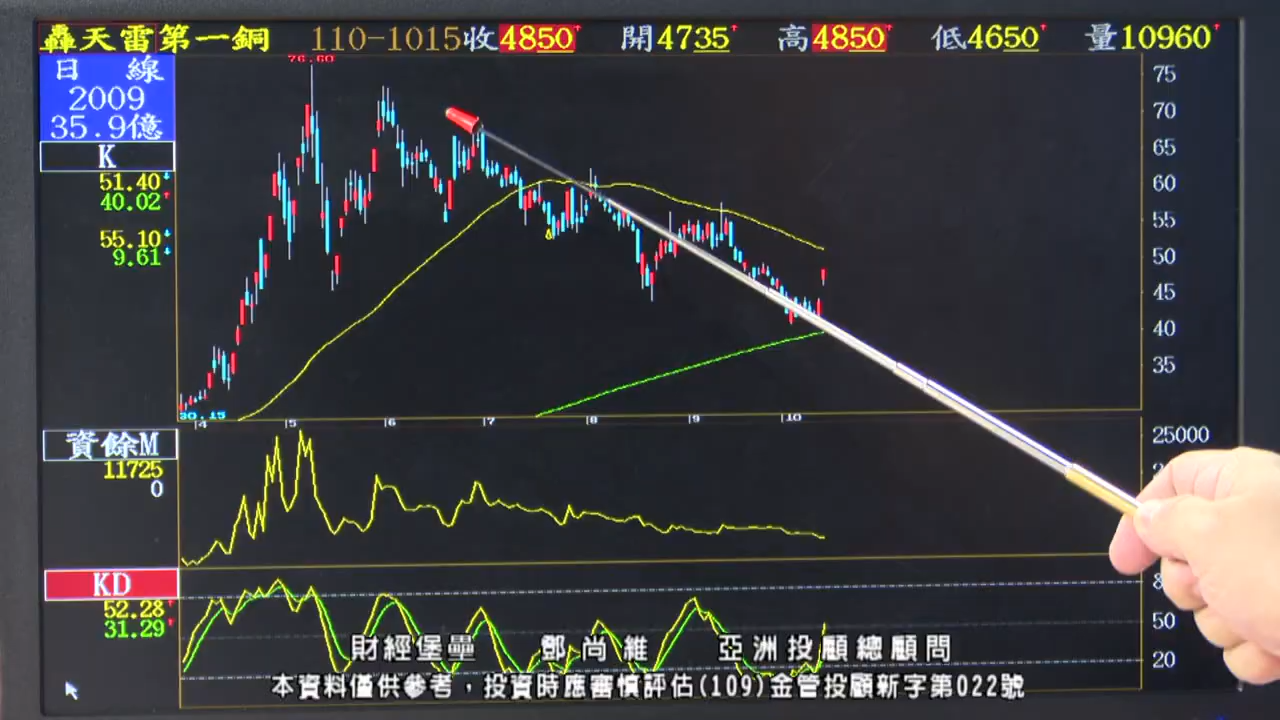 轟天雷第一銅 110-1015收4850 開4735 高4850 低4650 量10960
日 線
2009
35.9億
K
51.40
40.02
55.10
9.61
76.60
75
70
65
60
55
50
45
40
35
30.15
4 5 6 7 8 9 10
資餘M
11725
0
25000
KD
52.28
31.29
50
20
財經堡壘 鄧尚維 亞洲投顧總顧問
本資料僅供參考，投資時應審慎評估(109)金管投顧新字第022號